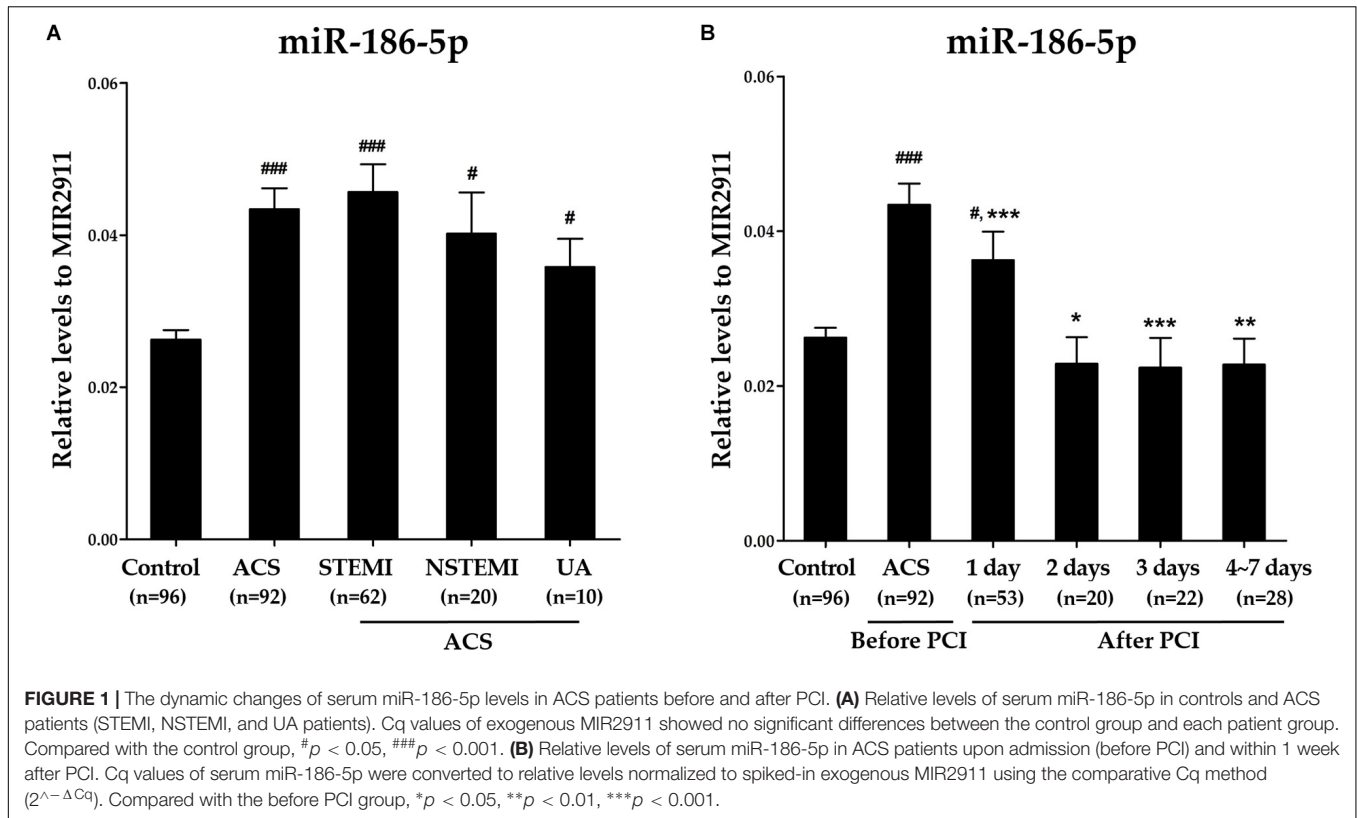 A
miR-186-5p
Relative levels to MIR2911
0.06
0.04
0.02
0.00
###
###
#
#
Control
ACS
STEMI
NSTEMI
UA
(n=96)
(n=92)
(n=62)
(n=20)
(n=10)
ACS
B
miR-186-5p
Relative levels to MIR2911
0.06
0.04
0.02
0.00
###
#, ***
*
***
**
Control
ACS
1 day
2 days
3 days
4~7 days
(n=96)
(n=92)
(n=53)
(n=20)
(n=22)
(n=28)
Before PCI
After PCI
FIGURE 1 | The dynamic changes of serum miR-186-5p levels in ACS patients before and after PCI. (A) Relative levels of serum miR-186-5p in controls and ACS
patients (STEMI, NSTEMI, and UA patients). Cq values of exogenous MIR2911 showed no significant differences between the control group and each patient group.
Compared with the control group, #p < 0.05, ###p < 0.001. (B) Relative levels of serum miR-186-5p in ACS patients upon admission (before PCI) and within 1 week
after PCI. Cq values of serum miR-186-5p were converted to relative levels normalized to spiked-in exogenous MIR2911 using the comparative Cq method
(2^−ΔCq). Compared with the before PCI group, *p < 0.05, **p < 0.01, ***p < 0.001.